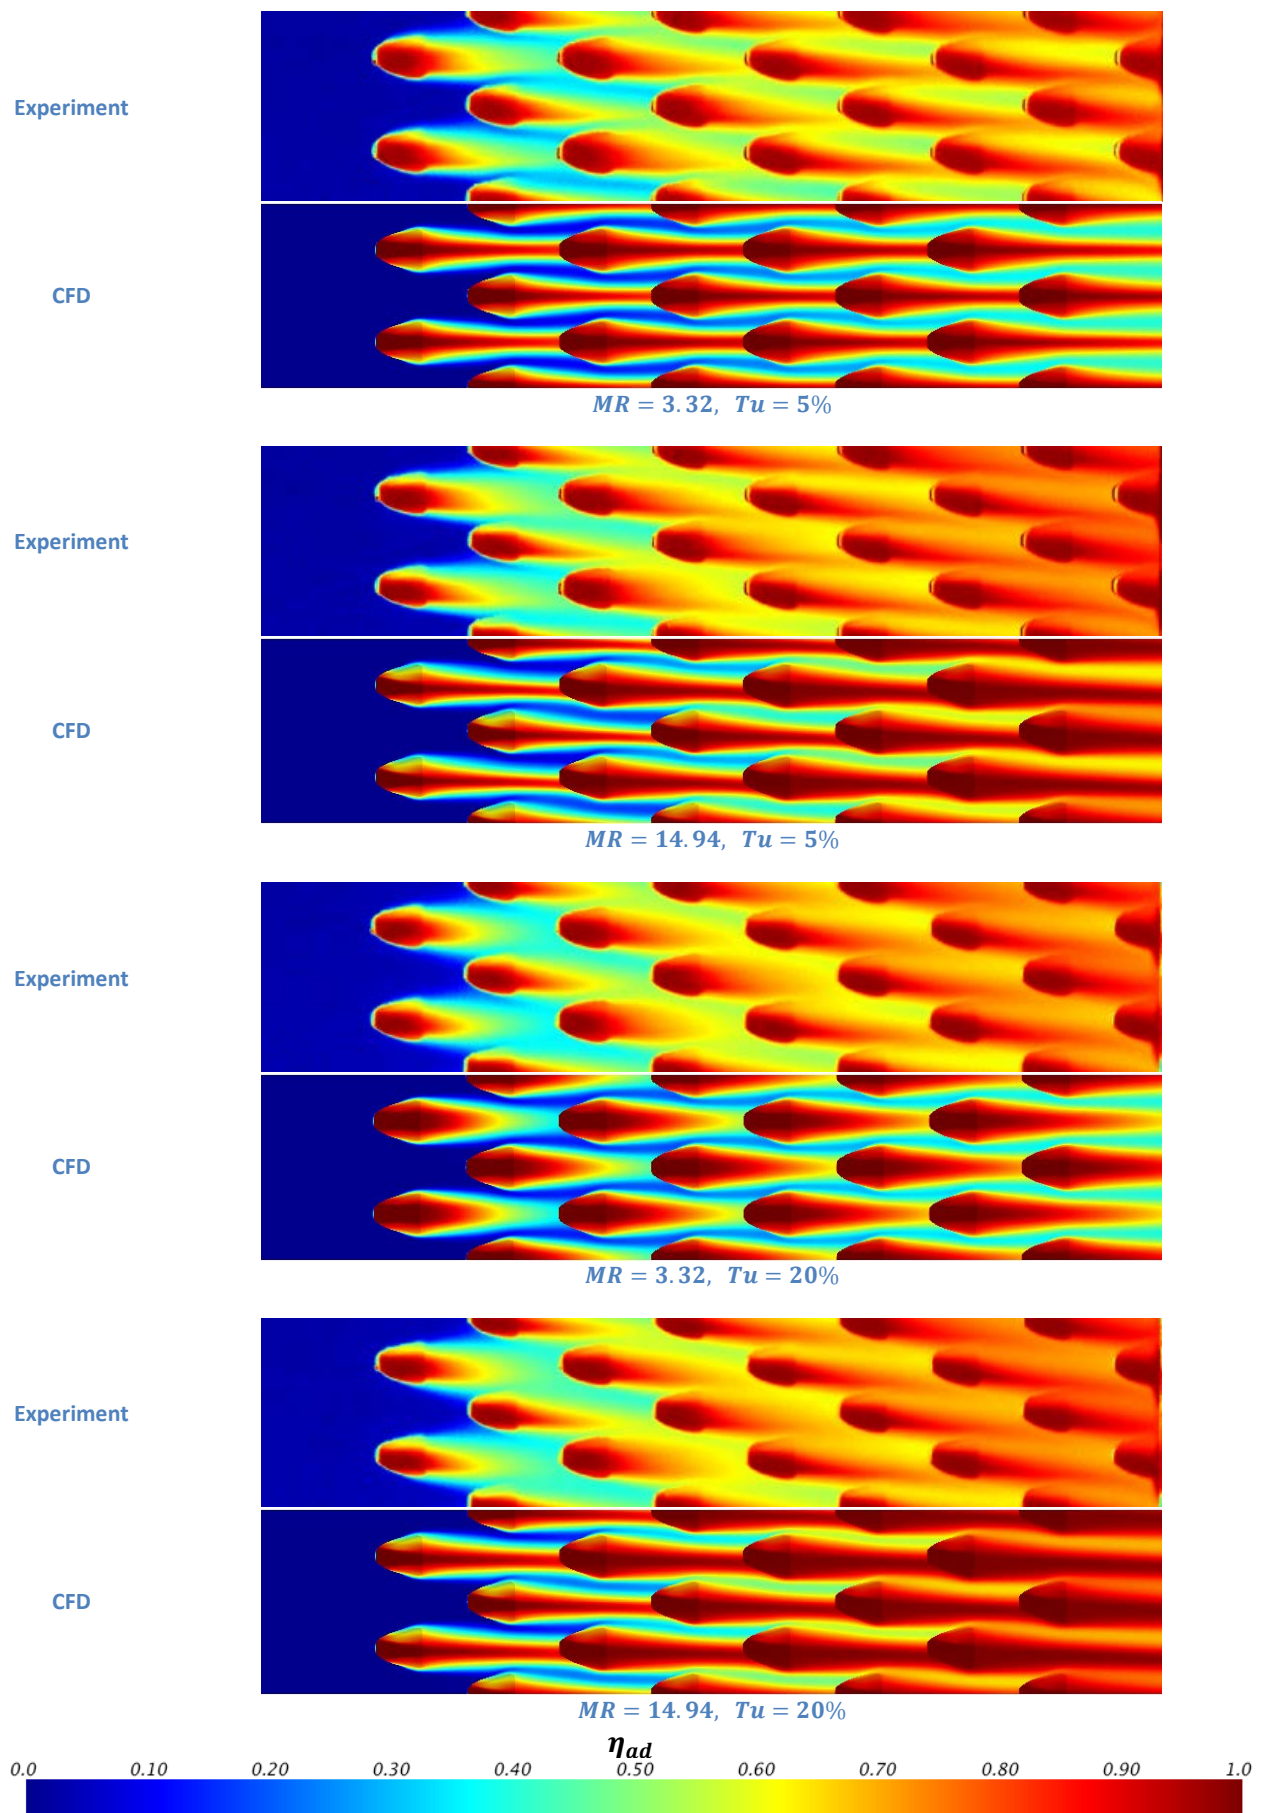 Experiment
CFD
MR = 3.32, Tu = 5%
Experiment
CFD
MR = 14.94, Tu = 5%
Experiment
CFD
MR = 3.32, Tu = 20%
Experiment
CFD
MR = 14.94, Tu = 20%
η_ad
0.0 0.10 0.20 0.30 0.40 0.50 0.60 0.70 0.80 0.90 1.0